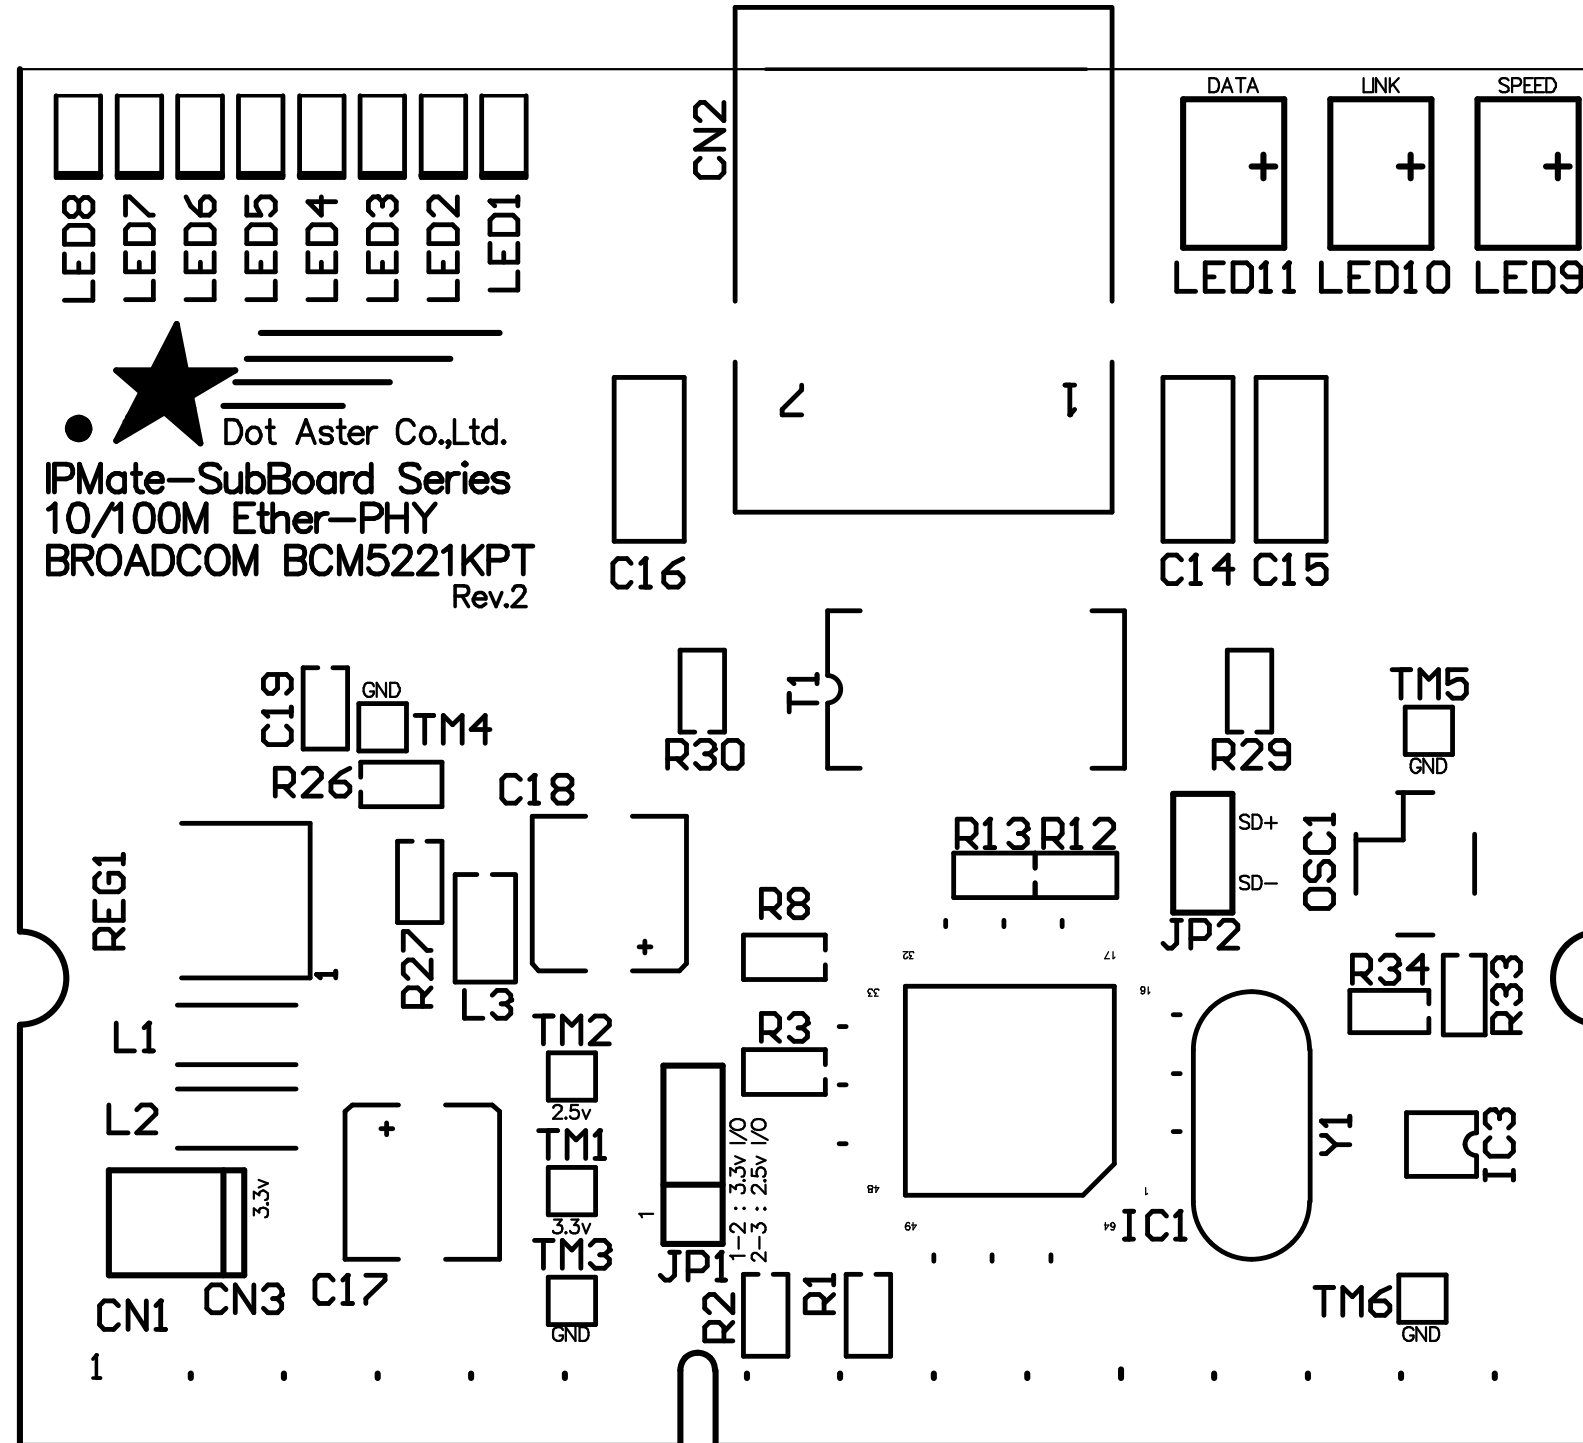 DATA
LINK
SPEED
CN2
LED8
LED7
LED6
LED5
LED4
LED3
LED2
LED1
LED11
LED10
LED9
7
1
Dot Aster Co.,Ltd.
IPMate-SubBoard Series
10/100M Ether-PHY
BROADCOM BCM5221KPT
Rev.2
C16
C14
C15
C19
GND
TM4
R26
C18
R30
T1
R29
TM5
GND
R13
R12
SD+
SD-
JP2
OSC1
REG1
1
R27
L3
R8
32
17
33
16
R34
R33
L1
L2
TM2
2.5v
TM1
3.3v
TM3
GND
R3
1-2 : 3.3v I/O
2-3 : 2.5v I/O
1
JP1
48
49
64
1
IC1
Y1
IC3
3.3v
CN1
CN3
C17
R2
R1
TM6
GND
1